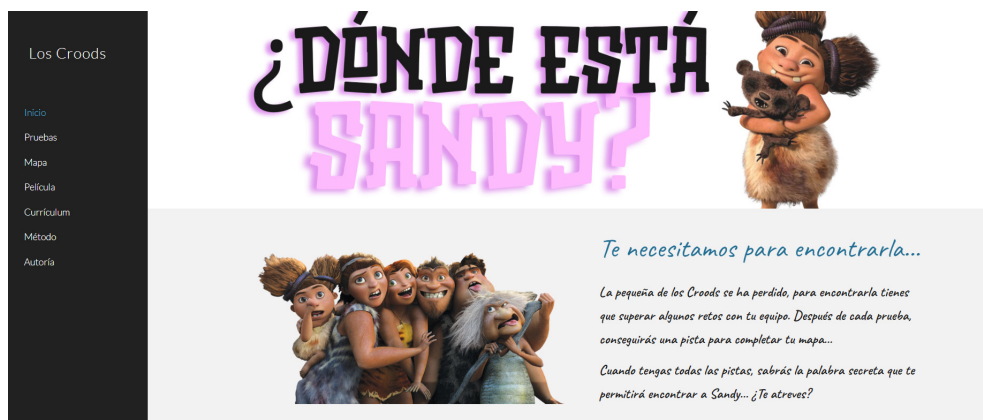 Los Croods
Inicio
Pruebas
Mapa
Película
Currículum
Método
Autoría
¿DÓNDE ESTÁ
SANDY?
Te necesitamos para encontrarla...
La pequeña de los Croods se ha perdido, para encontrarla tienes
que superar algunos retos con tu equipo. Después de cada prueba,
conseguirás una pista para completar tu mapa...
Cuando tengas todas las pistas, sabrás la palabra secreta que te
permitirá encontrar a Sandy... ¿Te atreves?